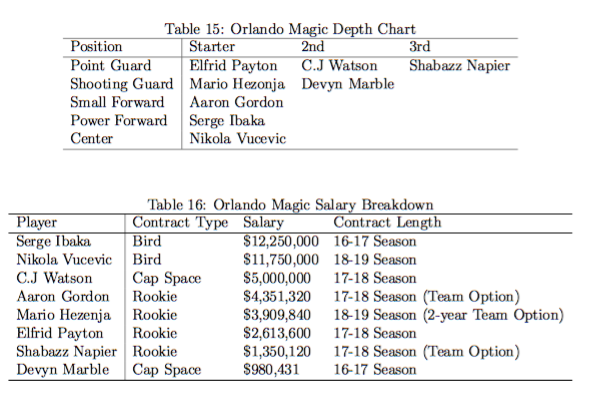 Table 15: Orlando Magic Depth Chart
Position Starter 2nd 3rd
Point Guard Elfrid Payton C.J Watson Shabazz Napier
Shooting Guard Mario Hezonja Devyn Marble
Small Forward Aaron Gordon
Power Forward Serge Ibaka
Center Nikola Vucevic
Table 16: Orlando Magic Salary Breakdown
Player Contract Type Salary Contract Length
Serge Ibaka Bird $12,250,000 16-17 Season
Nikola Vucevic Bird $11,750,000 18-19 Season
C.J Watson Cap Space $5,000,000 17-18 Season
Aaron Gordon Rookie $4,351,320 17-18 Season (Team Option)
Mario Hezenja Rookie $3,909,840 18-19 Season (2-year Team Option)
Elfrid Payton Rookie $2,613,600 17-18 Season
Shabazz Napier Rookie $1,350,120 17-18 Season (Team Option)
Devyn Marble Cap Space $980,431 16-17 Season